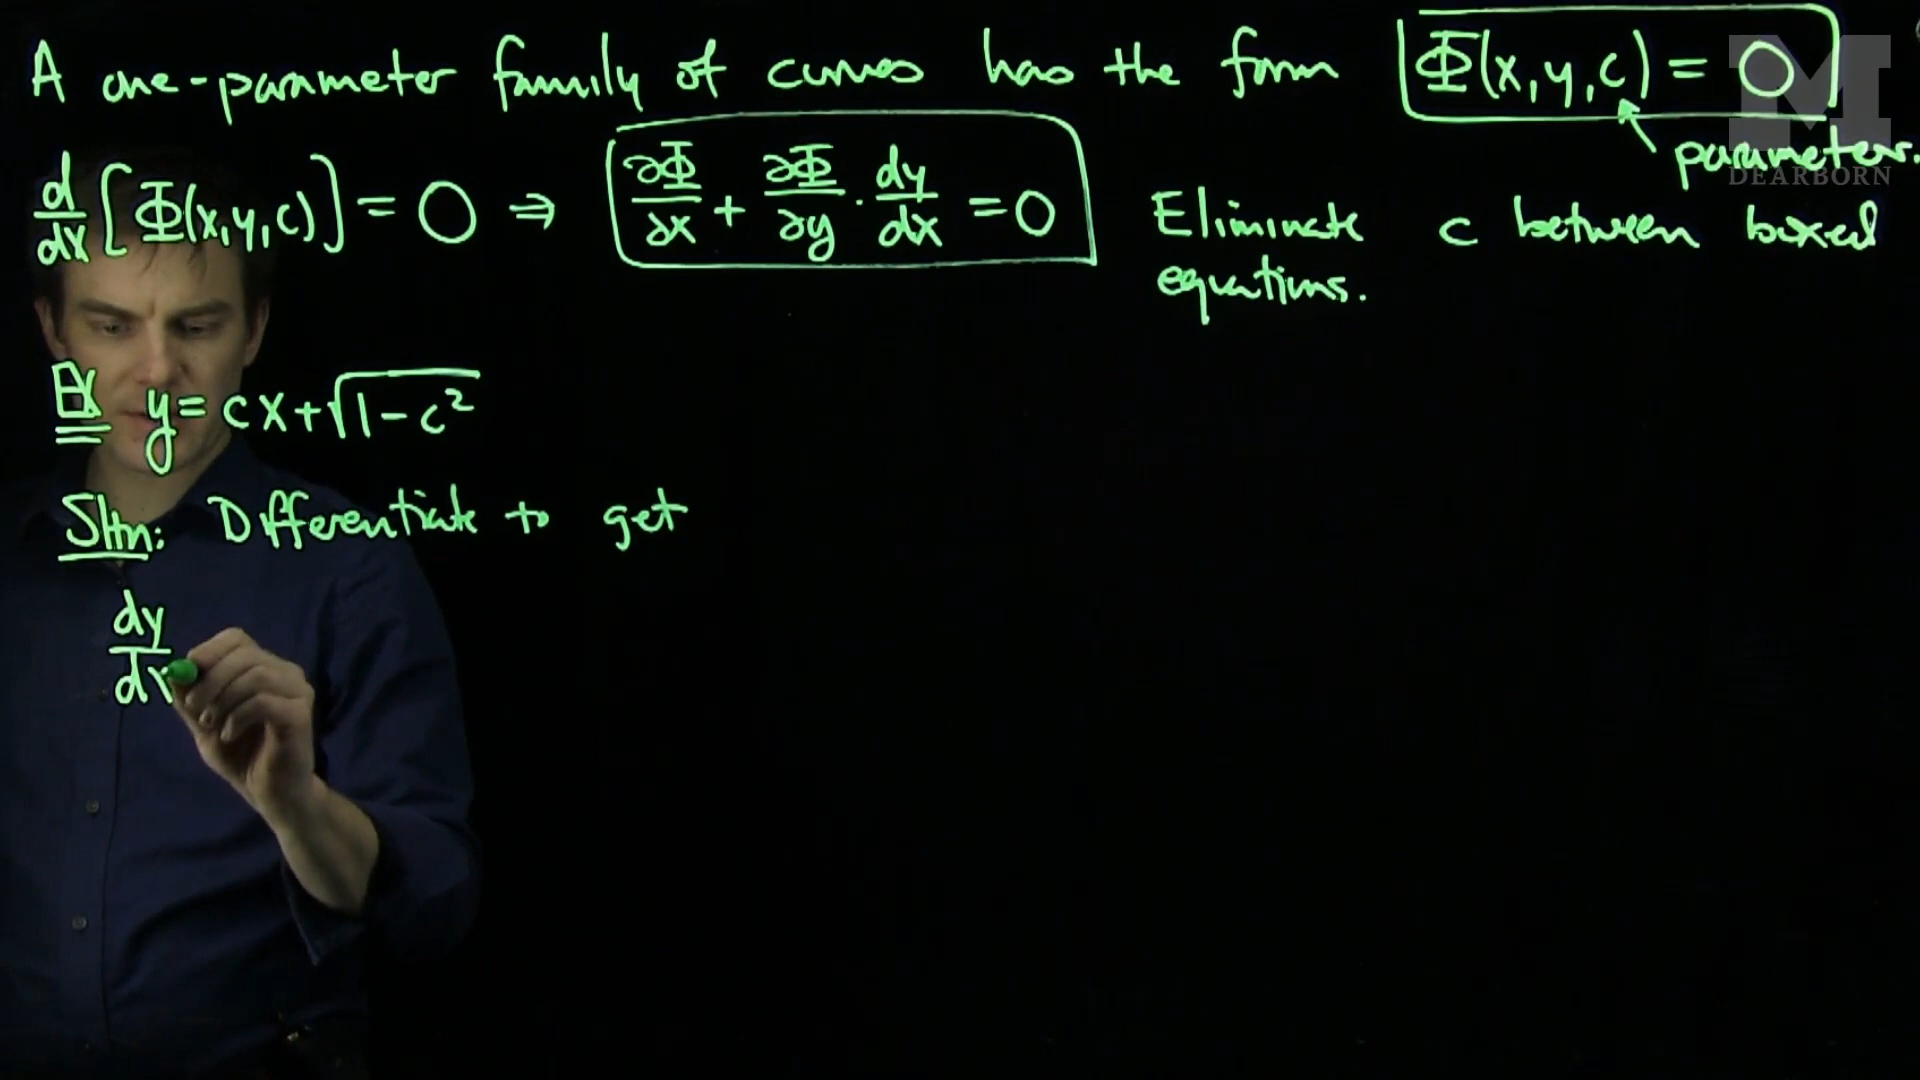 A one-parameter family of curves has the form Φ(x,y,c) = 0
parameter.
DEARBORN
d/dx [Φ(x,y,c)] = 0 ⇒ ∂Φ/∂x + ∂Φ/∂y · dy/dx = 0 Eliminate c between boxed
equations.
Ex y = cx + √(1-c²)
Sltn: Differentiate to get
dy/dx